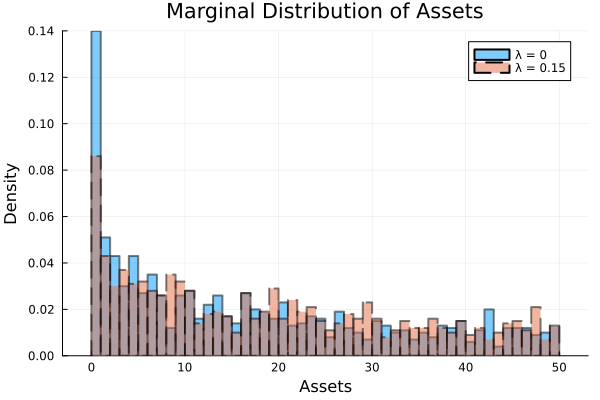 Marginal Distribution of Assets
λ = 0
λ = 0.15
0.14
0.12
0.10
0.08
0.06
0.04
0.02
0.00
Density
0 10 20 30 40 50
Assets